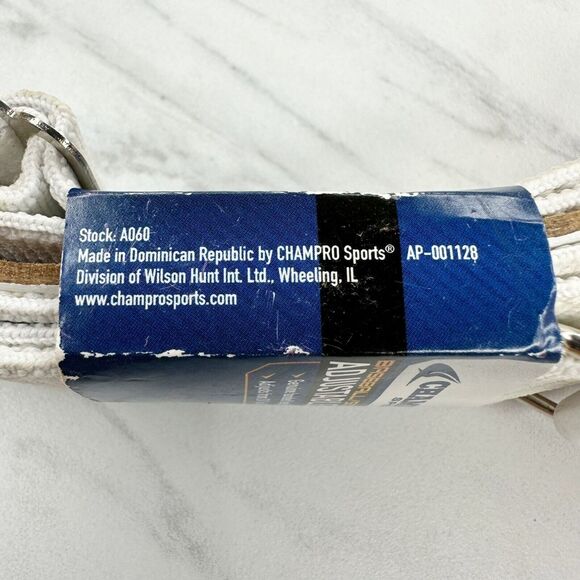 Stock: A060
Made in Dominican Republic by CHAMPRO Sports® AP-001128
Division of Wilson Hunt Int. Ltd., Wheeling, IL
www.champrosports.com